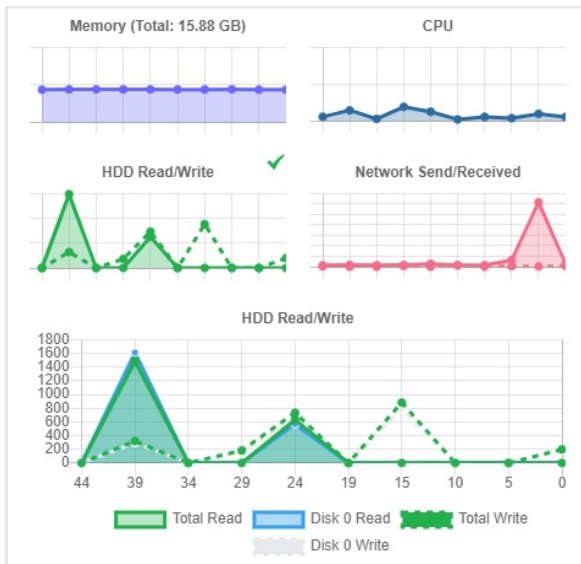 Memory (Total: 15.88 GB) CPU
HDD Read/Write Network Send/Received
HDD Read/Write
1800
1600
1400
1200
1000
800
600
400
200
0
44 39 34 29 24 19 15 10 5 0
Total Read Disk 0 Read Total Write
Disk 0 Write